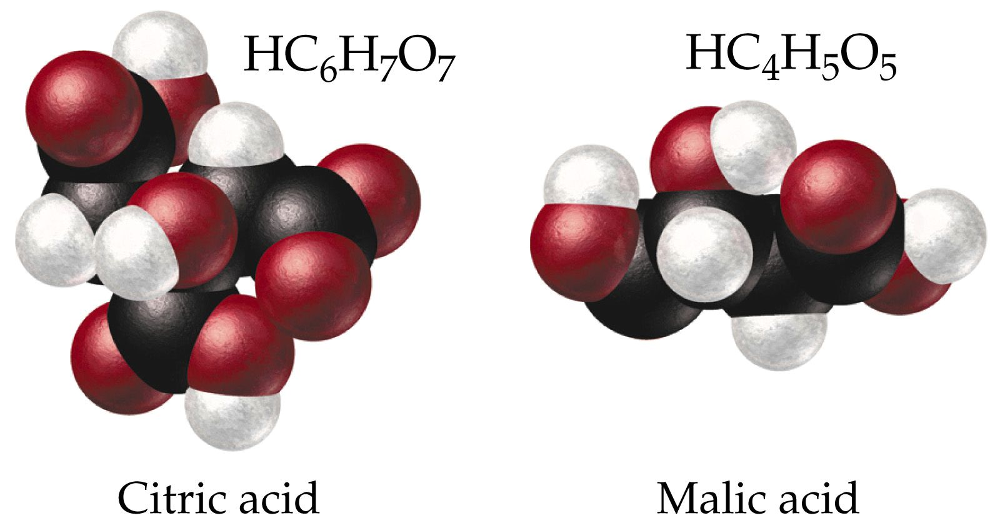 HC₆H₇O₇
HC₄H₅O₅
Citric acid
Malic acid